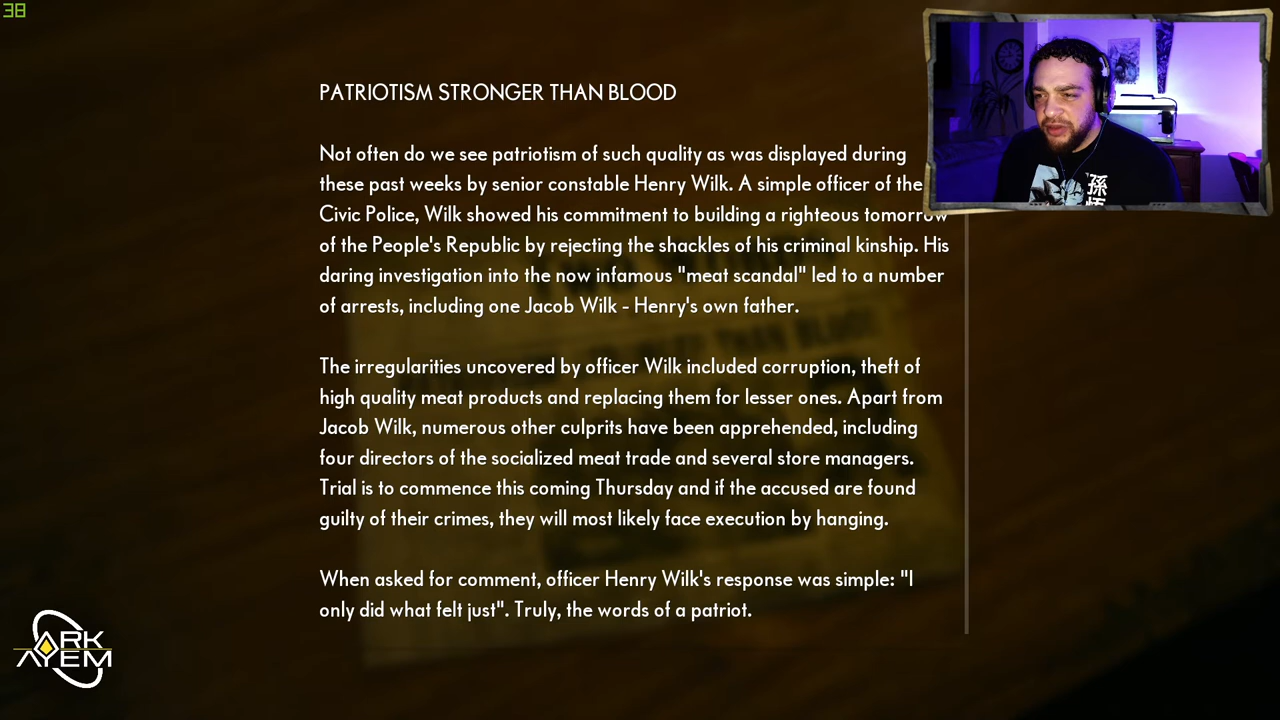 38
PATRIOTISM STRONGER THAN BLOOD
Not often do we see patriotism of such quality as was displayed during
these past weeks by senior constable Henry Wilk. A simple officer of the
Civic Police, Wilk showed his commitment to building a righteous tomorrow
of the People's Republic by rejecting the shackles of his criminal kinship. His
daring investigation into the now infamous "meat scandal" led to a number
of arrests, including one Jacob Wilk - Henry's own father.
The irregularities uncovered by officer Wilk included corruption, theft of
high quality meat products and replacing them for lesser ones. Apart from
Jacob Wilk, numerous other culprits have been apprehended, including
four directors of the socialized meat trade and several store managers.
Trial is to commence this coming Thursday and if the accused are found
guilty of their crimes, they will most likely face execution by hanging.
When asked for comment, officer Henry Wilk's response was simple: "I
only did what felt just". Truly, the words of a patriot.
孫
悟
ARK
AYEM